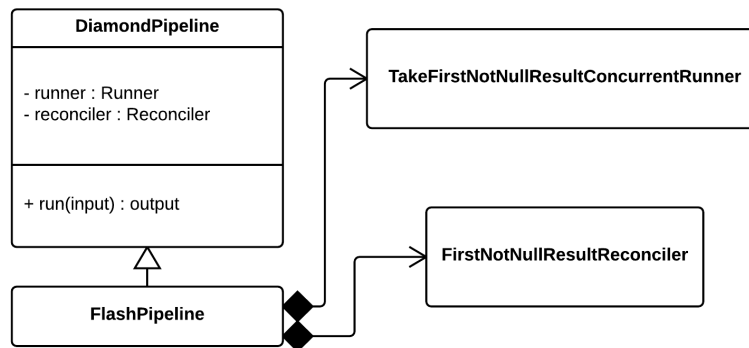 DiamondPipeline
- runner : Runner
- reconciler : Reconciler
+ run(input) : output
FlashPipeline
TakeFirstNotNullResultConcurrentRunner
FirstNotNullResultReconciler